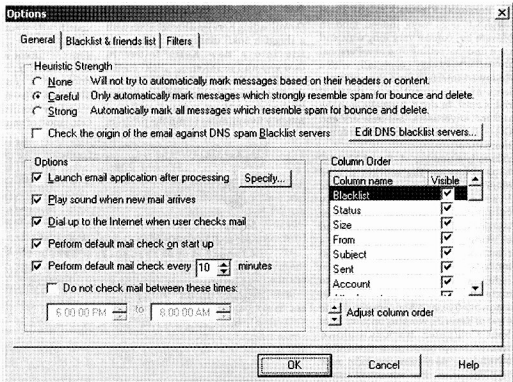 Options
General
Blacklist & friends list
Filters
Heuristic Strength
None Will not try to automatically mark messages based on their headers or content.
Careful Only automatically mark messages which strongly resemble spam for bounce and delete.
Strong Automatically mark all messages which resemble spam for bounce and delete.
Check the origin of the email against DNS spam Blacklist servers
Edit DNS blacklist servers...
Options
Launch email application after processing
Specify...
Play sound when new mail arrives
Dial up to the Internet when user checks mail
Perform default mail check on start up
Perform default mail check every 10 minutes
Do not check mail between these times:
6:00:00 PM to 8:00:00 AM
Column Order
Column name Visible
Blacklist
Status
Size
From
Subject
Sent
Account
Adjust column order
OK
Cancel
Help